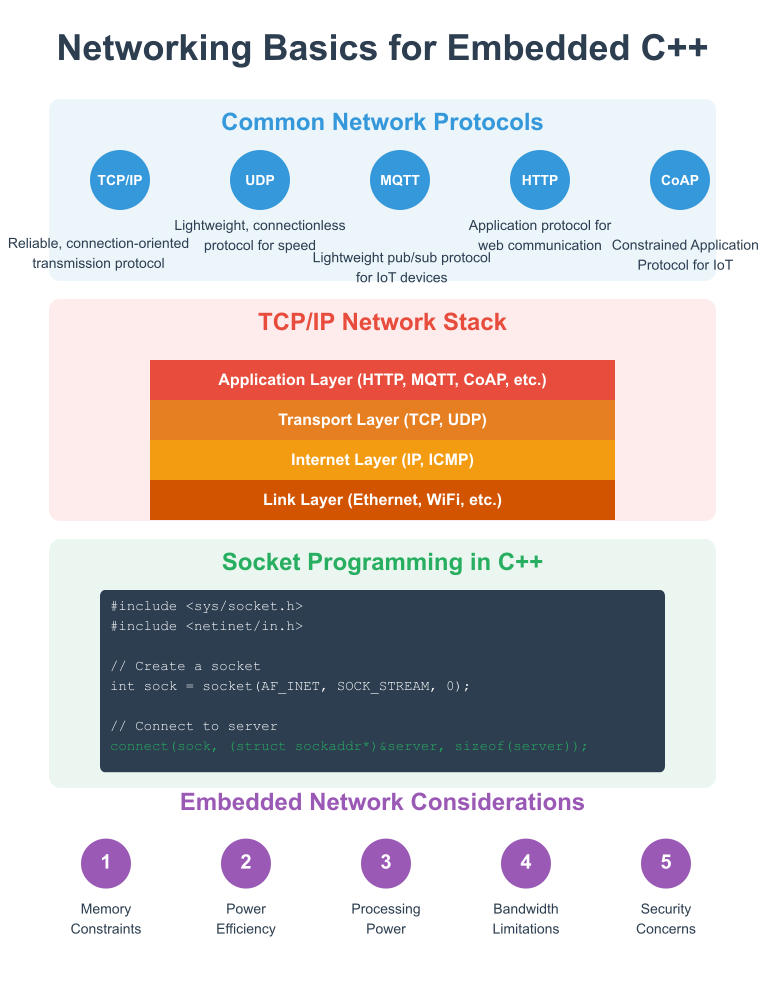 Networking Basics for Embedded C++
Common Network Protocols
TCP/IP
UDP
MQTT
HTTP
CoAP
Reliable, connection-oriented
transmission protocol
Lightweight, connectionless
protocol for speed
Lightweight pub/sub protocol
for IoT devices
Application protocol for
web communication
Constrained Application
Protocol for IoT
TCP/IP Network Stack
Application Layer (HTTP, MQTT, CoAP, etc.)
Transport Layer (TCP, UDP)
Internet Layer (IP, ICMP)
Link Layer (Ethernet, WiFi, etc.)
Socket Programming in C++
#include <sys/socket.h>
#include <netinet/in.h>
// Create a socket
int sock = socket(AF_INET, SOCK_STREAM, 0);
// Connect to server
connect(sock, (struct sockaddr*)&server, sizeof(server));
Embedded Network Considerations
1
Memory
Constraints
2
Power
Efficiency
3
Processing
Power
4
Bandwidth
Limitations
5
Security
Concerns